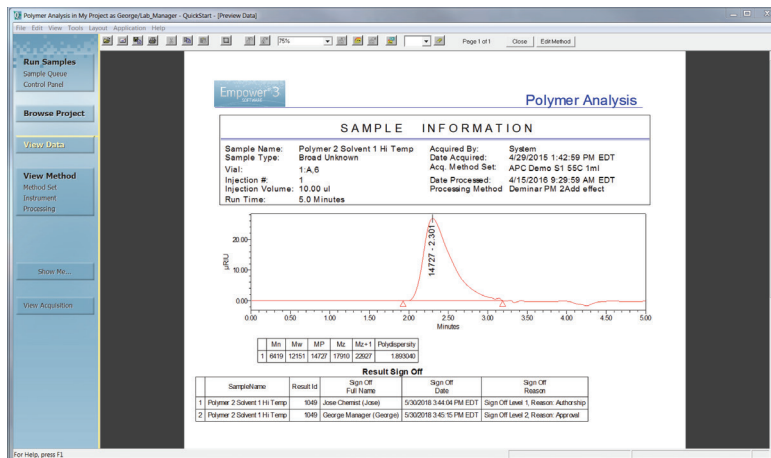 Polymer Analysis in My Project as George/Lab_Manager - QuickStart - [Preview Data]
File Edit View Tools Layout Application Help
75%
Page 1 of 1
Close
Edit Method
Run Samples
Sample Queue
Control Panel
Browse Project
View Data
View Method
Method Set
Instrument
Processing
Show Me...
View Acquisition
Empower 3
SOFTWARE
Polymer Analysis
SAMPLE INFORMATION
Sample Name: Polymer 2 Solvent 1 Hi Temp
Sample Type: Broad Unknown
Vial: 1:A,6
Injection #: 1
Injection Volume: 10.00 ul
Run Time: 5.0 Minutes
Acquired By: System
Date Acquired: 4/29/2015 1:42:59 PM EDT
Acq. Method Set: APC Demo S1 55C 1ml
Date Processed: 4/15/2016 9:29:59 AM EDT
Processing Method Deminar PM 2Add effect
µRIU
20.00
10.00
0.00
14727 - 2.301
0.00 0.50 1.00 1.50 2.00 2.50 3.00 3.50 4.00 4.50 5.00
Minutes
Mn Mw MP Mz Mz+1 Polydispersity
1 6419 12151 14727 17910 22927 1.893040
Result Sign Off
SampleName Result Id Sign Off Full Name Sign Off Date Sign Off Reason
1 Polymer 2 Solvent 1 Hi Temp 1049 Jose Chemist (Jose) 5/30/2018 3:44:04 PM EDT Sign Off Level 1, Reason: Authorship
2 Polymer 2 Solvent 1 Hi Temp 1049 George Manager (George) 5/30/2018 3:45:15 PM EDT Sign Off Level 2, Reason: Approval
For Help, press F1